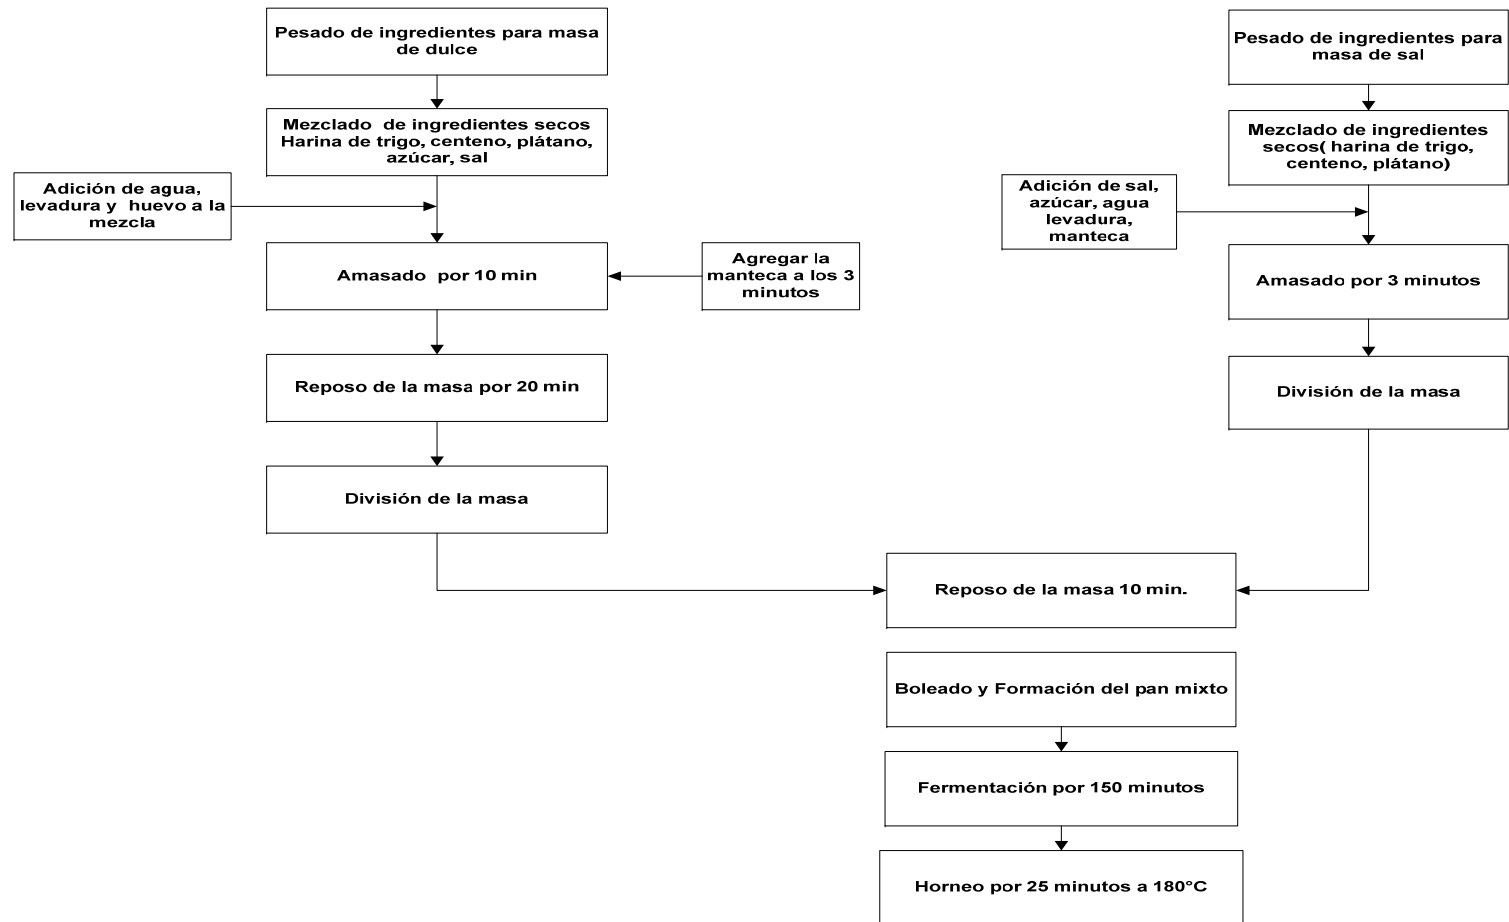 Pesado de ingredientes para masa
de dulce
Mezclado de ingredientes secos
Harina de trigo, centeno, plátano,
azúcar, sal
Adición de agua,
levadura y huevo a la
mezcla
Amasado por 10 min
Agregar la
manteca a los 3
minutos
Reposo de la masa por 20 min
División de la masa
Pesado de ingredientes para
masa de sal
Mezclado de ingredientes
secos( harina de trigo,
centeno, plátano)
Adición de sal,
azúcar, agua
levadura,
manteca
Amasado por 3 minutos
División de la masa
Reposo de la masa 10 min.
Boleado y Formación del pan mixto
Fermentación por 150 minutos
Horneo por 25 minutos a 180°C